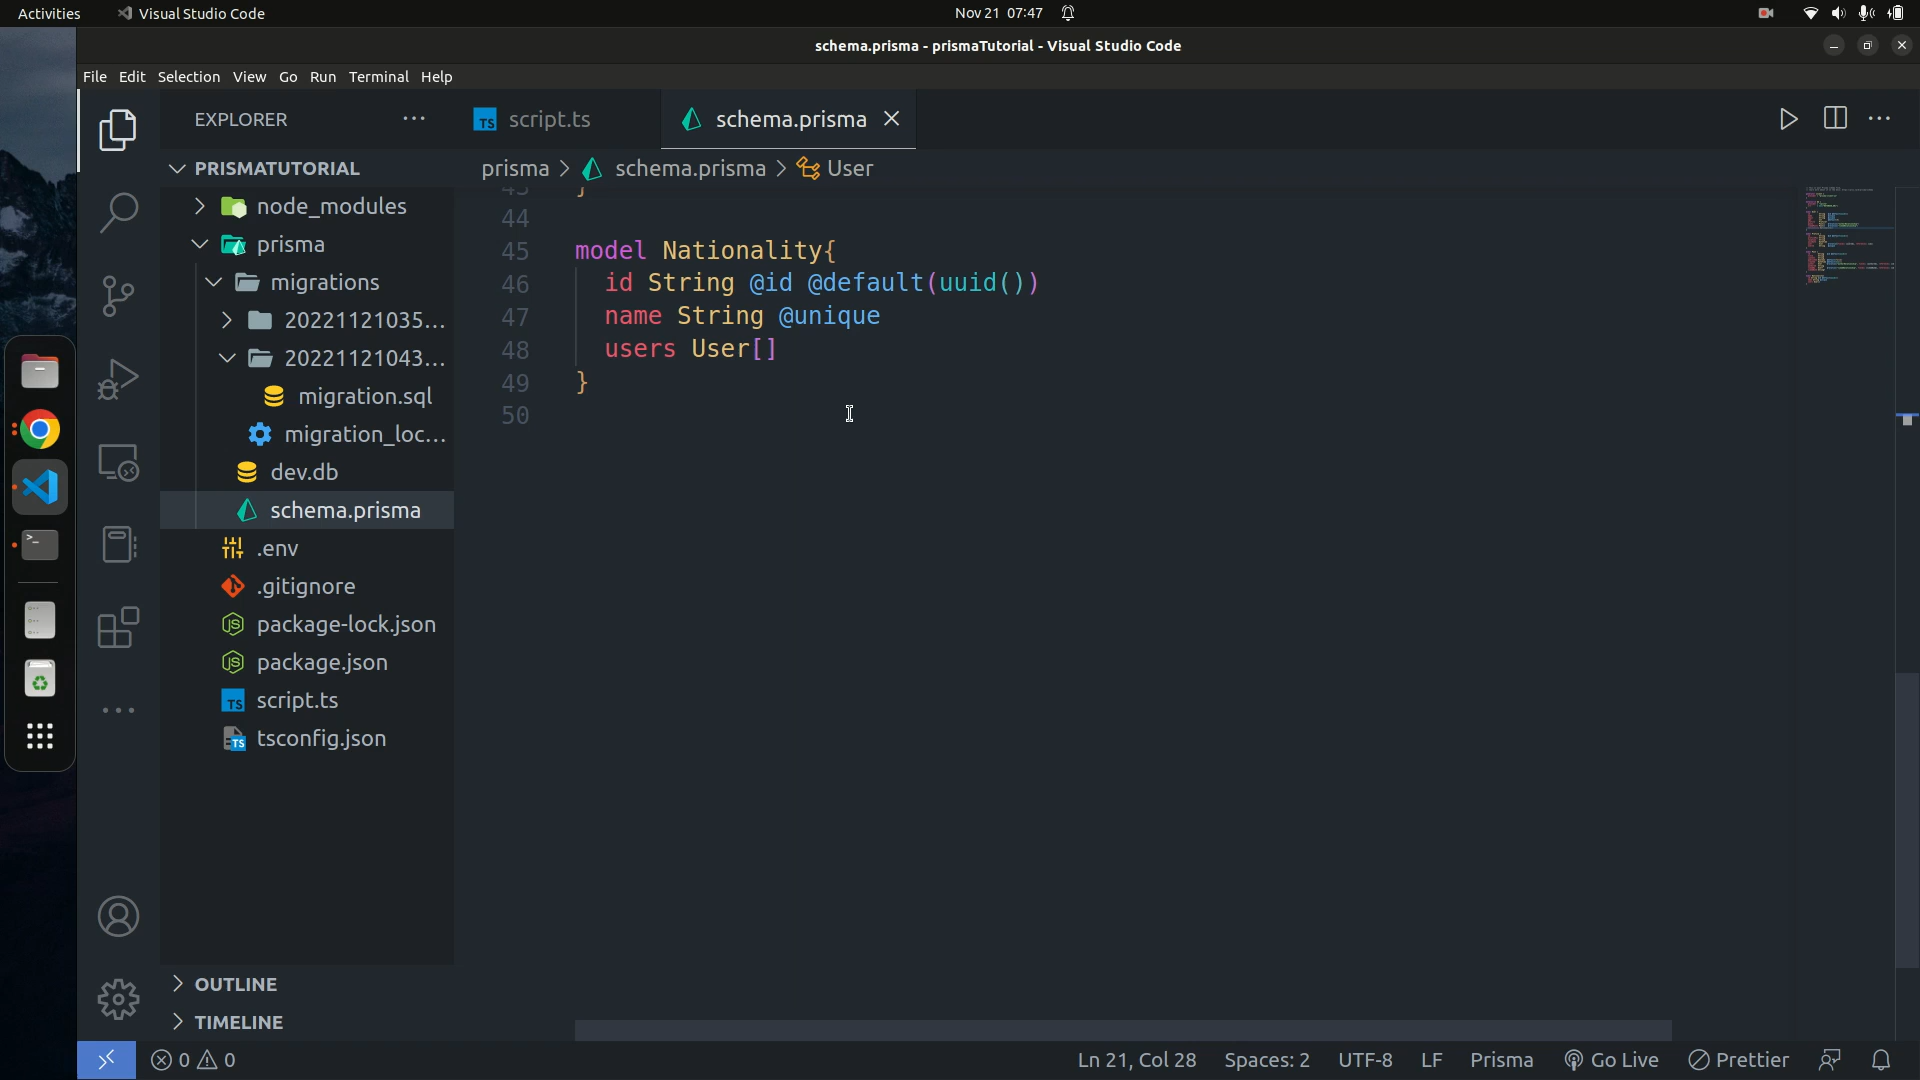 Activities
Visual Studio Code
Nov 21 07:47
schema.prisma - prismaTutorial - Visual Studio Code
File Edit Selection View Go Run Terminal Help
EXPLORER
script.ts
schema.prisma
PRISMATUTORIAL
prisma > schema.prisma > User
node_modules
prisma
migrations
20221121035...
20221121043...
migration.sql
migration_loc...
dev.db
schema.prisma
.env
.gitignore
package-lock.json
package.json
script.ts
tsconfig.json
OUTLINE
TIMELINE
43 }
44
45 model Nationality{
46 id String @id @default(uuid())
47 name String @unique
48 users User[]
49 }
50
0 0
Ln 21, Col 28
Spaces: 2
UTF-8
LF
Prisma
Go Live
Prettier